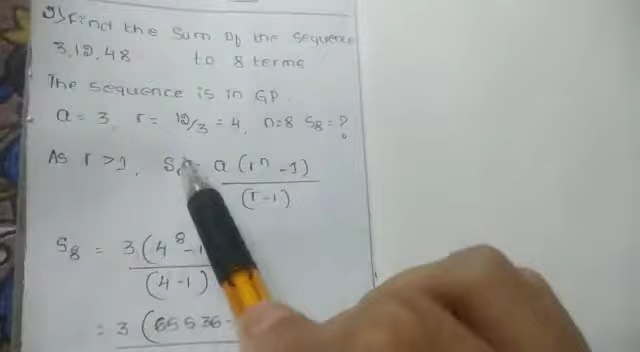 2) Find the Sum of the sequence
3, 12, 48 to 8 terms
The sequence is in GP.
a = 3, r = 12/3 = 4, n = 8 S8 = ?
As r > 1, Sn = a (r^n - 1) / (r - 1)
S8 = 3 (4^8 - 1 / (4 - 1)
= 3 (65536 -